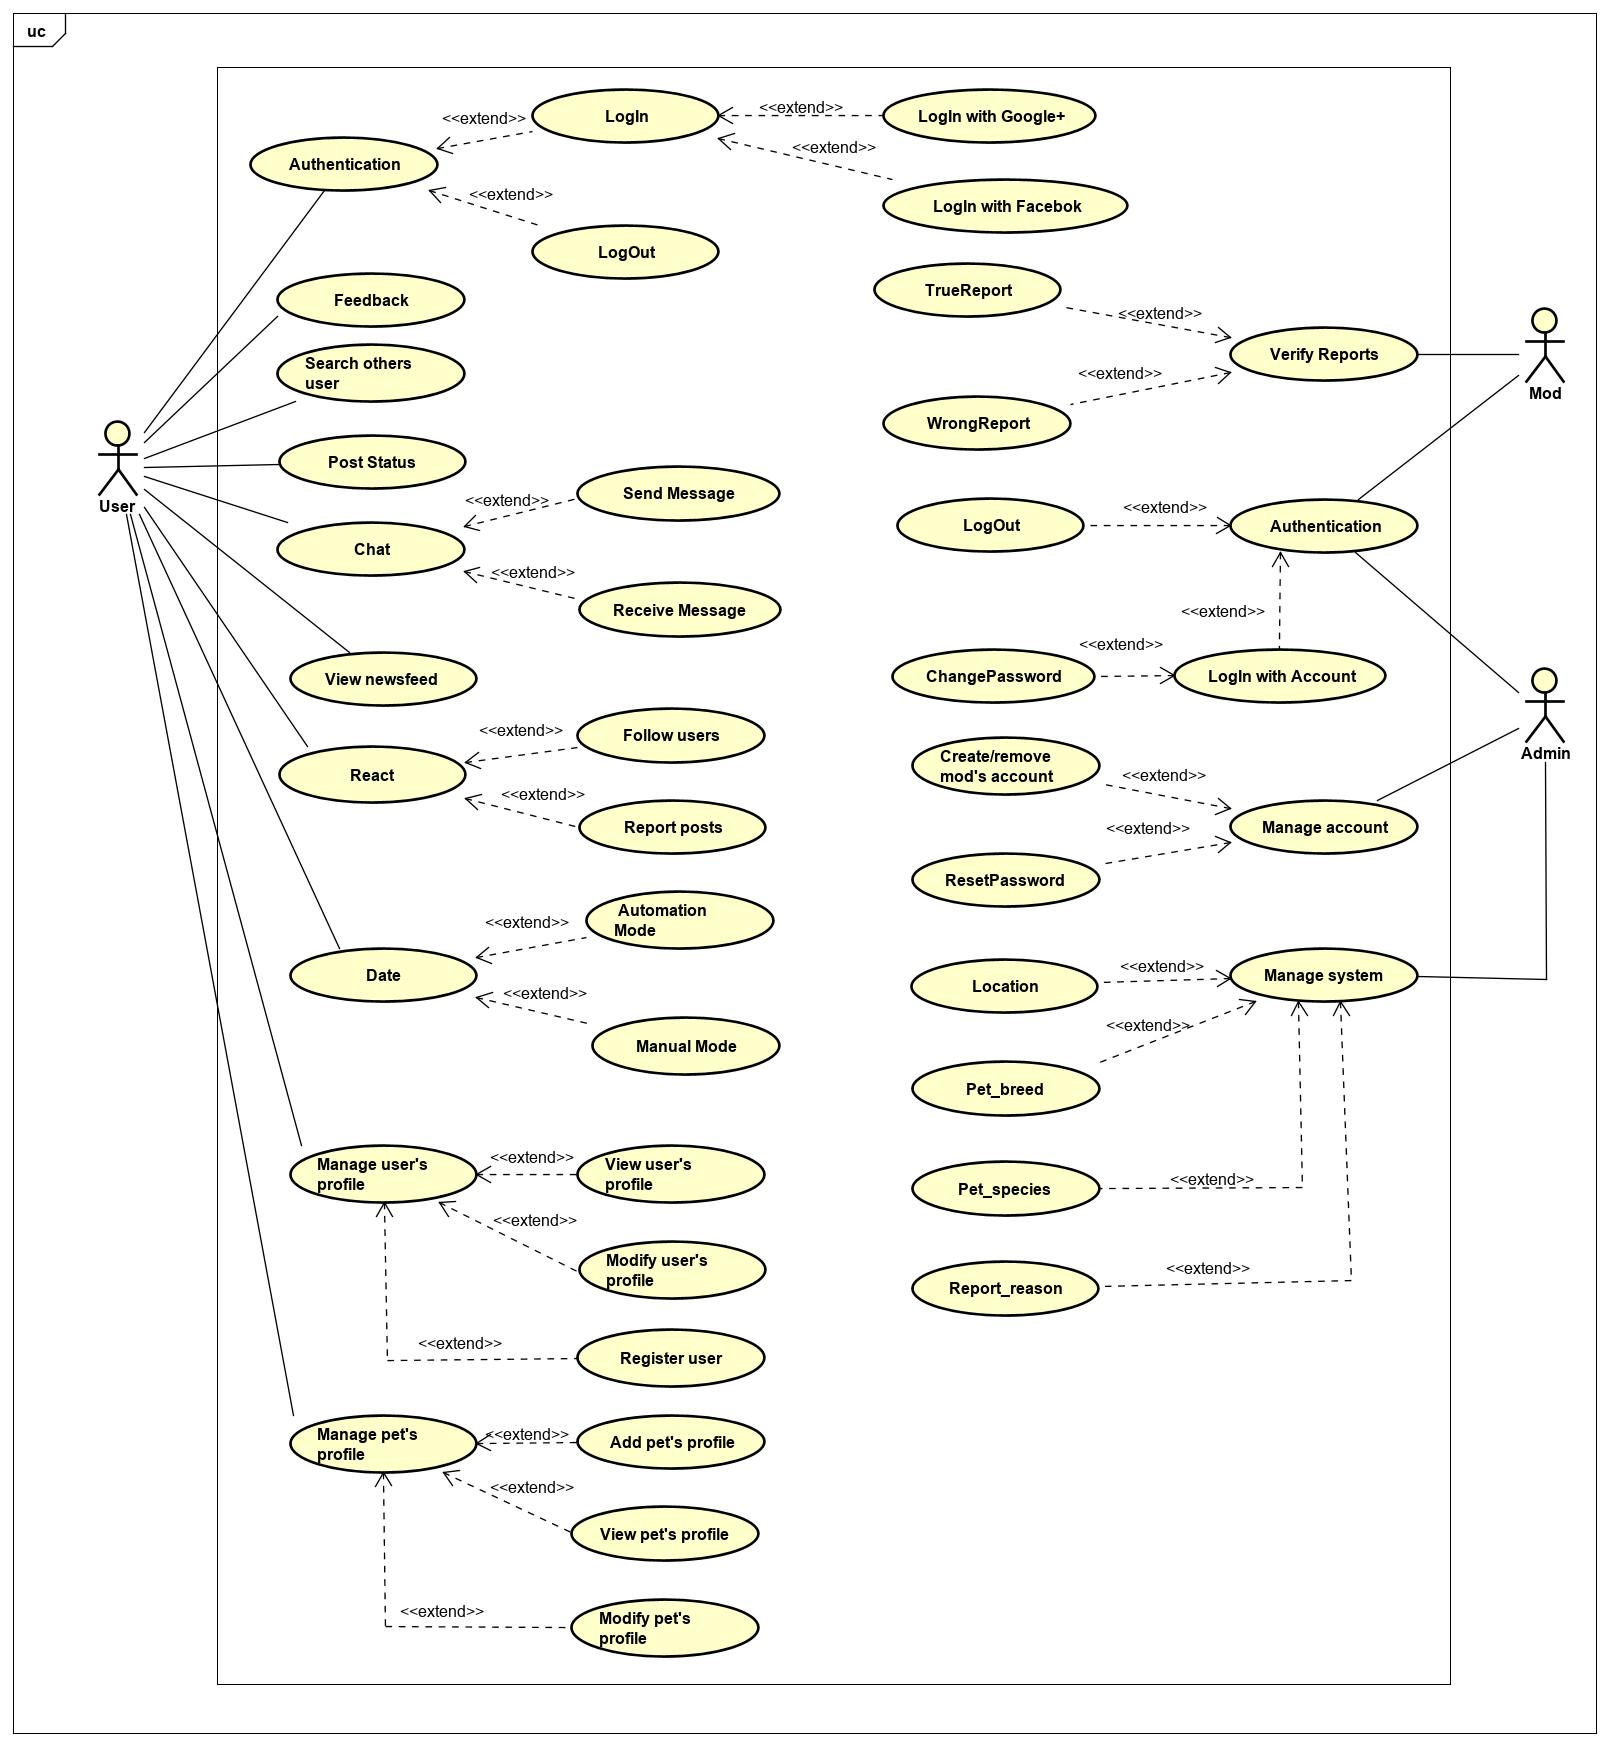 uc
<<extend>>
LogIn
<<extend>>
LogIn with Google+
Authentication
<<extend>>
<<extend>>
LogIn with Facebok
LogOut
Feedback
Search others
user
Post Status
Chat
<<extend>>
Send Message
<<extend>>
Receive Message
View newsfeed
React
<<extend>>
Follow users
<<extend>>
Report posts
Date
<<extend>>
Automation
Mode
<<extend>>
Manual Mode
Manage user's
profile
<<extend>>
View user's
profile
<<extend>>
Modify user's
profile
<<extend>>
Register user
Manage pet's
profile
<<extend>>
Add pet's profile
<<extend>>
View pet's profile
<<extend>>
Modify pet's
profile
User
TrueReport
<<extend>>
Verify Reports
<<extend>>
WrongReport
Mod
LogOut
<<extend>>
Authentication
<<extend>>
ChangePassword
<<extend>>
LogIn with Account
Admin
Create/remove
mod's account
<<extend>>
Manage account
<<extend>>
ResetPassword
Location
<<extend>>
Manage system
<<extend>>
Pet_breed
Pet_species
<<extend>>
Report_reason
<<extend>>